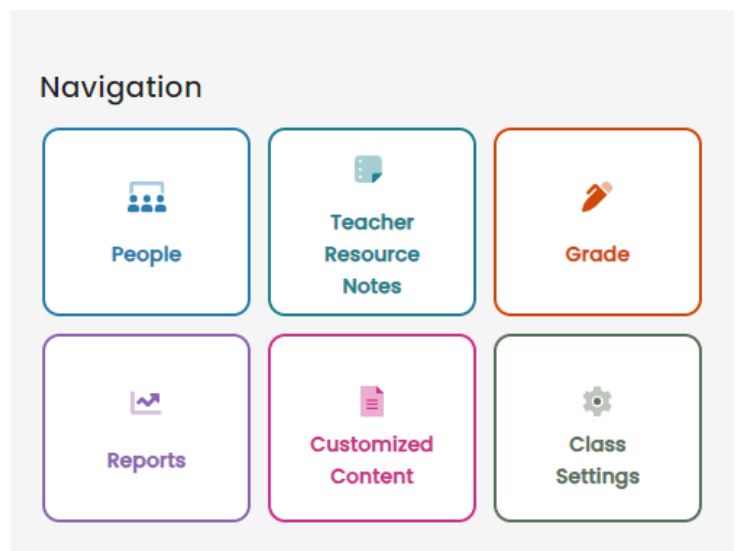 Navigation
People
Teacher
Resource
Notes
Grade
Reports
Customized
Content
Class
Settings